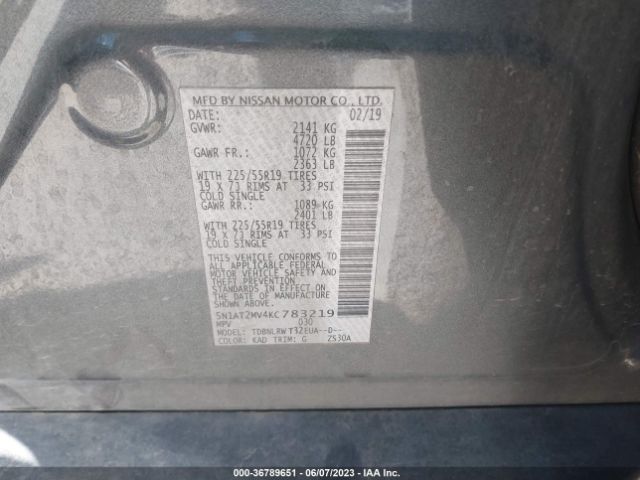 MFD BY NISSAN MOTOR CO., LTD.
DATE: 02/19
GVWR: 2141 KG
4720 LB
GAWR FR.: 1072 KG
2363 LB
WITH 225/55R19 TIRES
19 X 7J RIMS AT 33 PSI
COLD SINGLE
GAWR RR.: 1089 KG
2401 LB
WITH 225/55R19 TIRES
19 X 7J RIMS AT 33 PSI
COLD SINGLE
THIS VEHICLE CONFORMS TO
ALL APPLICABLE FEDERAL
MOTOR VEHICLE SAFETY AND
THEFT PREVENTION
STANDARDS IN EFFECT ON
THE DATE OF MANUFACTURE
SHOWN ABOVE.
5N1AT2MV4KC783219
MPV 030
MODEL: TDBNLRW T32EUA--D--
COLOR: KAD TRIM: G ZS30A
000-36789651 / 06/07/2023 / IAA Inc.